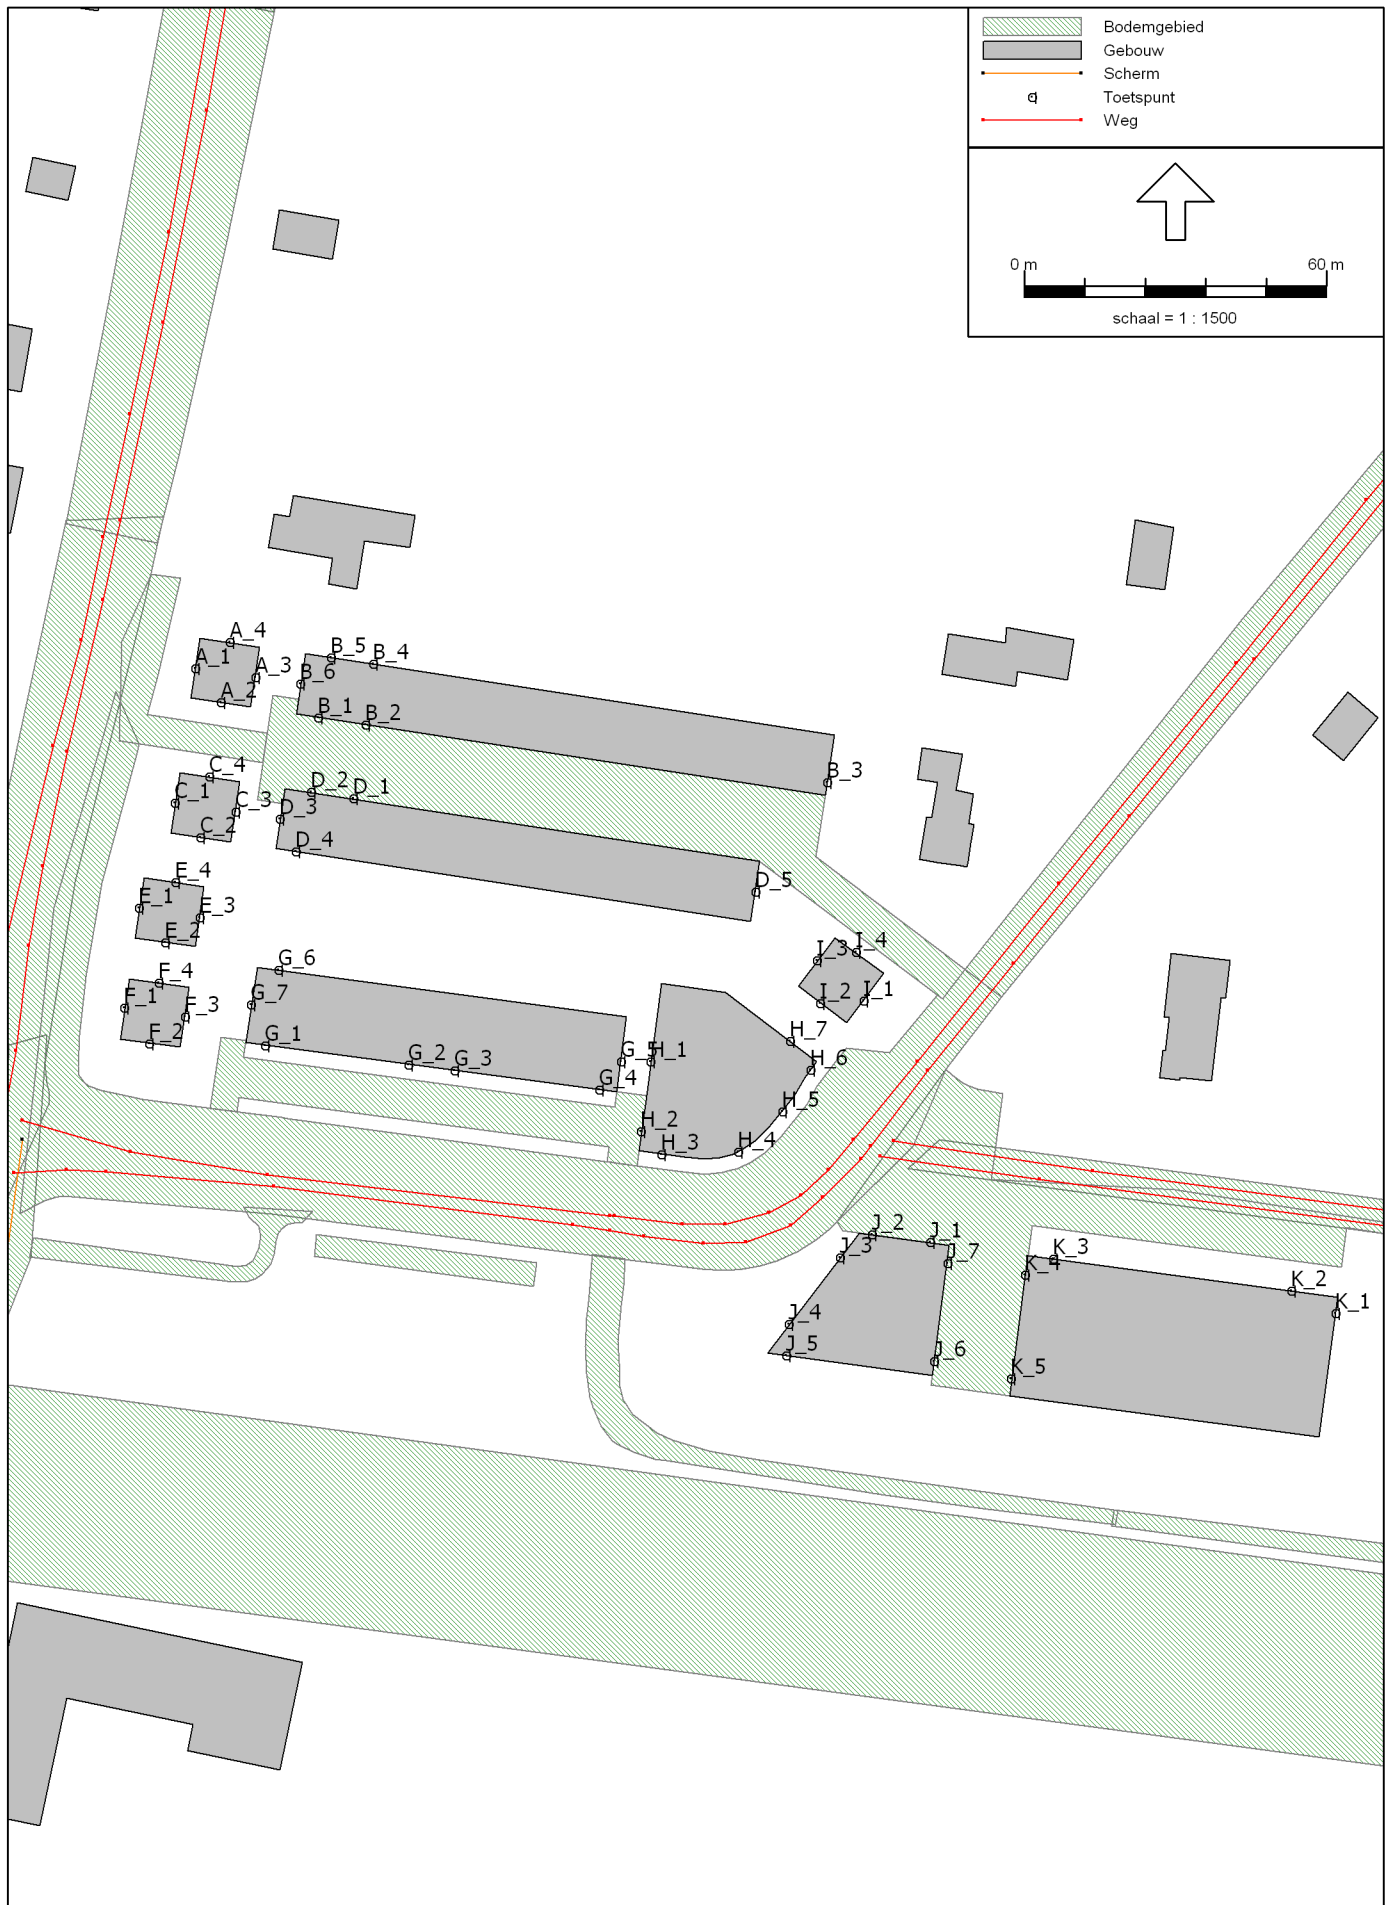 Bodemgebied
Gebouw
Scherm
Toetspunt
Weg
0 m 60 m
schaal = 1 : 1500
A_4
A_1
A_3
A_2
B_5
B_4
B_6
B_1
B_2
B_3
C_4
C_1
C_3
C_2
D_2
D_1
D_3
D_4
D_5
E_4
E_1
E_3
E_2
I_4
I_3
I_1
I_2
F_4
F_1
F_3
F_2
G_6
G_7
G_1
G_2
G_3
G_5
G_4
H_1
H_7
H_6
H_5
H_2
H_3
H_4
J_2
J_1
J_3
J_7
J_4
J_5
J_6
K_3
K_4
K_2
K_1
K_5